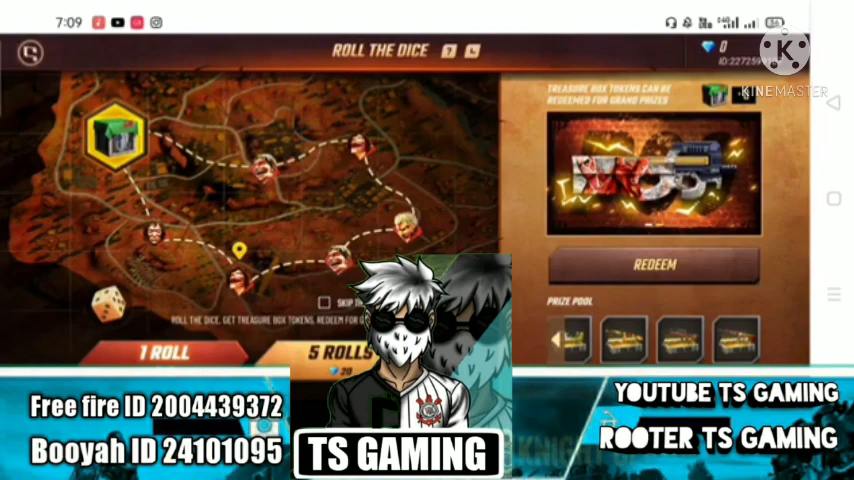 7:09
56
ROLL THE DICE
?
0
K
KINEMASTER
TREASURE BOX TOKENS CAN BE
REDEEMED FOR GRAND PRIZES
REDEEM
PRIZE POOL
SKIP
ROLL THE DICE, GET TREASURE BOX TOKENS, REDEEM FOR
1 ROLL
5 ROLLS
20
Free fire ID 2004439372
Booyah ID 24101095
TS GAMING
YOUTUBE TS GAMING
ROOTER TS GAMING